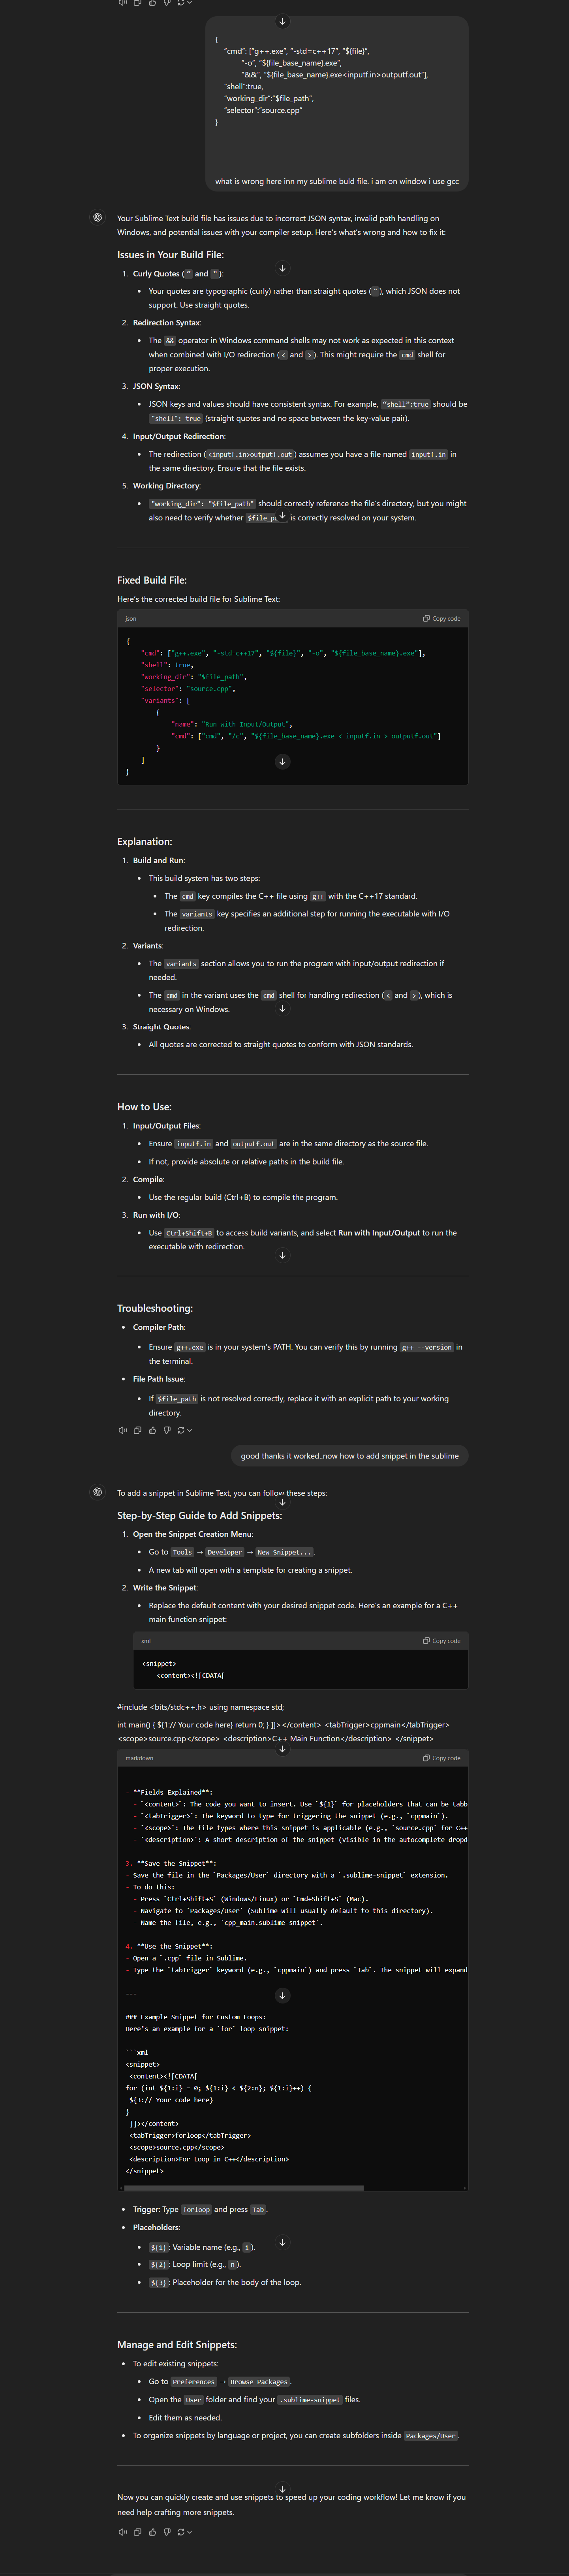 {
"cmd": ["g++.exe", "-std=c++17", "${file}",
"-o", "${file_base_name}.exe",
"&&", "${file_base_name}.exe<inputf.in>outputf.out"],
"shell":true,
"working_dir":"$file_path",
"selector":"source.cpp"
}
what is wrong here inn my sublime buld file. i am on window i use gcc
Your Sublime Text build file has issues due to incorrect JSON syntax, invalid path handling on
Windows, and potential issues with your compiler setup. Here's what's wrong and how to fix it:
Issues in Your Build File:
1. Curly Quotes (“ and ”):
• Your quotes are typographic (curly) rather than straight quotes ("), which JSON does not
support. Use straight quotes.
2. Redirection Syntax:
• The && operator in Windows command shells may not work as expected in this context
when combined with I/O redirection (< and >). This might require the cmd shell for
proper execution.
3. JSON Syntax:
• JSON keys and values should have consistent syntax. For example, “shell”:true should be
"shell": true (straight quotes and no space between the key-value pair).
4. Input/Output Redirection:
• The redirection (<inputf.in>outputf.out) assumes you have a file named inputf.in in
the same directory. Ensure that the file exists.
5. Working Directory:
• "working_dir": "$file_path" should correctly reference the file's directory, but you might
also need to verify whether $file_p is correctly resolved on your system.
Fixed Build File:
Here's the corrected build file for Sublime Text:
json
Copy code
{
"cmd": ["g++.exe", "-std=c++17", "${file}", "-o", "${file_base_name}.exe"],
"shell": true,
"working_dir": "$file_path",
"selector": "source.cpp",
"variants": [
{
"name": "Run with Input/Output",
"cmd": ["cmd", "/c", "${file_base_name}.exe < inputf.in > outputf.out"]
}
]
}
Explanation:
1. Build and Run:
• This build system has two steps:
• The cmd key compiles the C++ file using g++ with the C++17 standard.
• The variants key specifies an additional step for running the executable with I/O
redirection.
2. Variants:
• The variants section allows you to run the program with input/output redirection if
needed.
• The cmd in the variant uses the cmd shell for handling redirection (< and >), which is
necessary on Windows.
3. Straight Quotes:
• All quotes are corrected to straight quotes to conform with JSON standards.
How to Use:
1. Input/Output Files:
• Ensure inputf.in and outputf.out are in the same directory as the source file.
• If not, provide absolute or relative paths in the build file.
2. Compile:
• Use the regular build (Ctrl+B) to compile the program.
3. Run with I/O:
• Use Ctrl+Shift+B to access build variants, and select Run with Input/Output to run the
executable with redirection.
Troubleshooting:
• Compiler Path:
• Ensure g++.exe is in your system's PATH. You can verify this by running g++ --version in
the terminal.
• File Path Issue:
• If $file_path is not resolved correctly, replace it with an explicit path to your working
directory.
good thanks it worked..now how to add snippet in the sublime
To add a snippet in Sublime Text, you can follow these steps:
Step-by-Step Guide to Add Snippets:
1. Open the Snippet Creation Menu:
• Go to Tools → Developer → New Snippet....
• A new tab will open with a template for creating a snippet.
2. Write the Snippet:
• Replace the default content with your desired snippet code. Here's an example for a C++
main function snippet:
xml
Copy code
<snippet>
<content><![CDATA[
#include <bits/stdc++.h> using namespace std;
int main() { ${1:// Your code here} return 0; } ]]></content> <tabTrigger>cppmain</tabTrigger>
<scope>source.cpp</scope> <description>C++ Main Function</description> </snippet>
markdown
Copy code
- **Fields Explained**:
- `<content>`: The code you want to insert. Use `${1}` for placeholders that can be tabb
- `<tabTrigger>`: The keyword to type for triggering the snippet (e.g., `cppmain`).
- `<scope>`: The file types where this snippet is applicable (e.g., `source.cpp` for C++
- `<description>`: A short description of the snippet (visible in the autocomplete dropd
3. **Save the Snippet**:
- Save the file in the `Packages/User` directory with a `.sublime-snippet` extension.
- To do this:
- Press `Ctrl+Shift+S` (Windows/Linux) or `Cmd+Shift+S` (Mac).
- Navigate to `Packages/User` (Sublime will usually default to this directory).
- Name the file, e.g., `cpp_main.sublime-snippet`.
4. **Use the Snippet**:
- Open a `.cpp` file in Sublime.
- Type the `tabTrigger` keyword (e.g., `cppmain`) and press `Tab`. The snippet will expand
---
### Example Snippet for Custom Loops:
Here's an example for a `for` loop snippet:
```xml
<snippet>
<content><![CDATA[
for (int ${1:i} = 0; ${1:i} < ${2:n}; ${1:i}++) {
${3:// Your code here}
}
]]></content>
<tabTrigger>forloop</tabTrigger>
<scope>source.cpp</scope>
<description>For Loop in C++</description>
</snippet>
• Trigger: Type forloop and press Tab.
• Placeholders:
• ${1}: Variable name (e.g., i).
• ${2}: Loop limit (e.g., n).
• ${3}: Placeholder for the body of the loop.
Manage and Edit Snippets:
• To edit existing snippets:
• Go to Preferences → Browse Packages.
• Open the User folder and find your .sublime-snippet files.
• Edit them as needed.
• To organize snippets by language or project, you can create subfolders inside Packages/User.
Now you can quickly create and use snippets to speed up your coding workflow! Let me know if you
need help crafting more snippets.